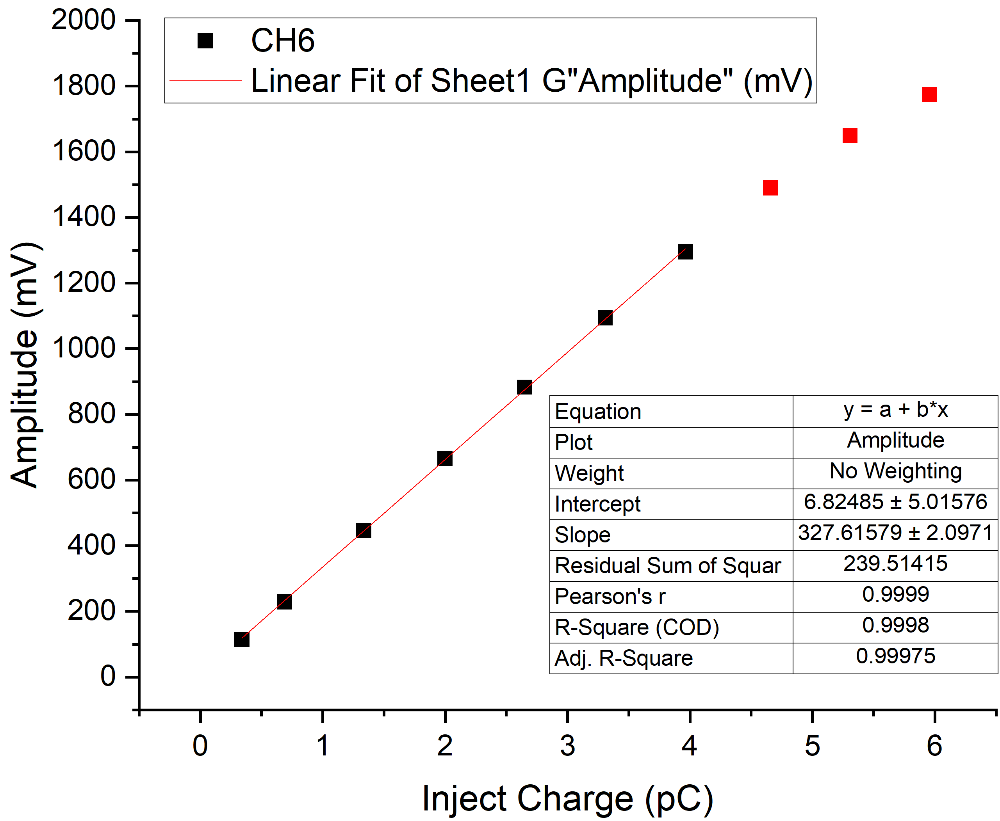 2000
1800
1600
1400
1200
1000
800
600
400
200
0
Amplitude (mV)
CH6
Linear Fit of Sheet1 G"Amplitude" (mV)
Equation y = a + b*x
Plot Amplitude
Weight No Weighting
Intercept 6.82485 ± 5.01576
Slope 327.61579 ± 2.0971
Residual Sum of Squar 239.51415
Pearson's r 0.9999
R-Square (COD) 0.9998
Adj. R-Square 0.99975
0 1 2 3 4 5 6
Inject Charge (pC)